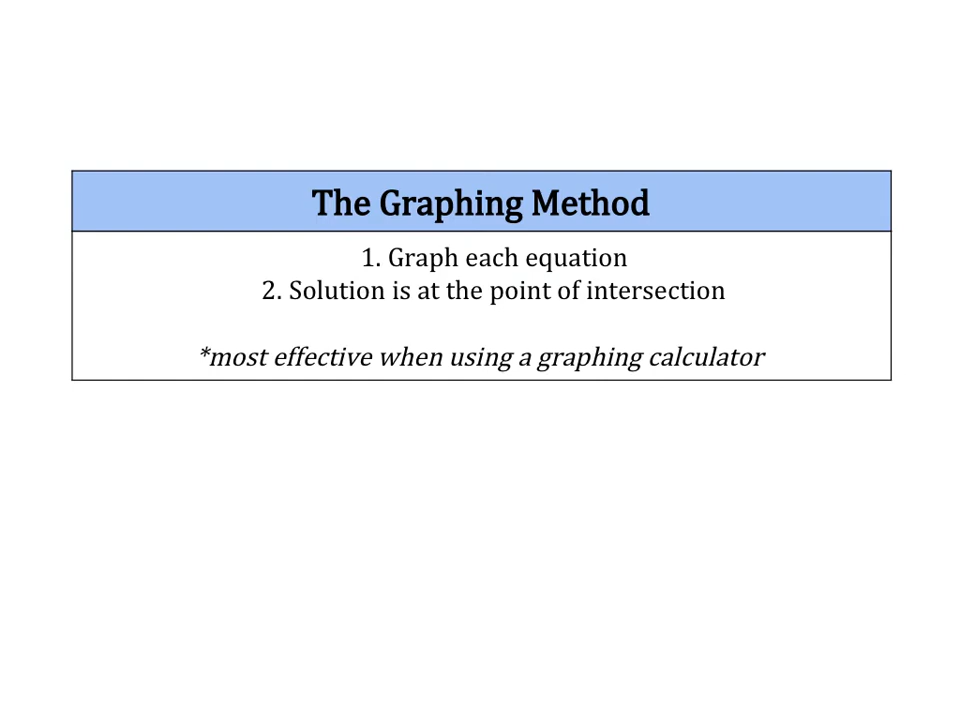 The Graphing Method
1. Graph each equation
2. Solution is at the point of intersection
*most effective when using a graphing calculator